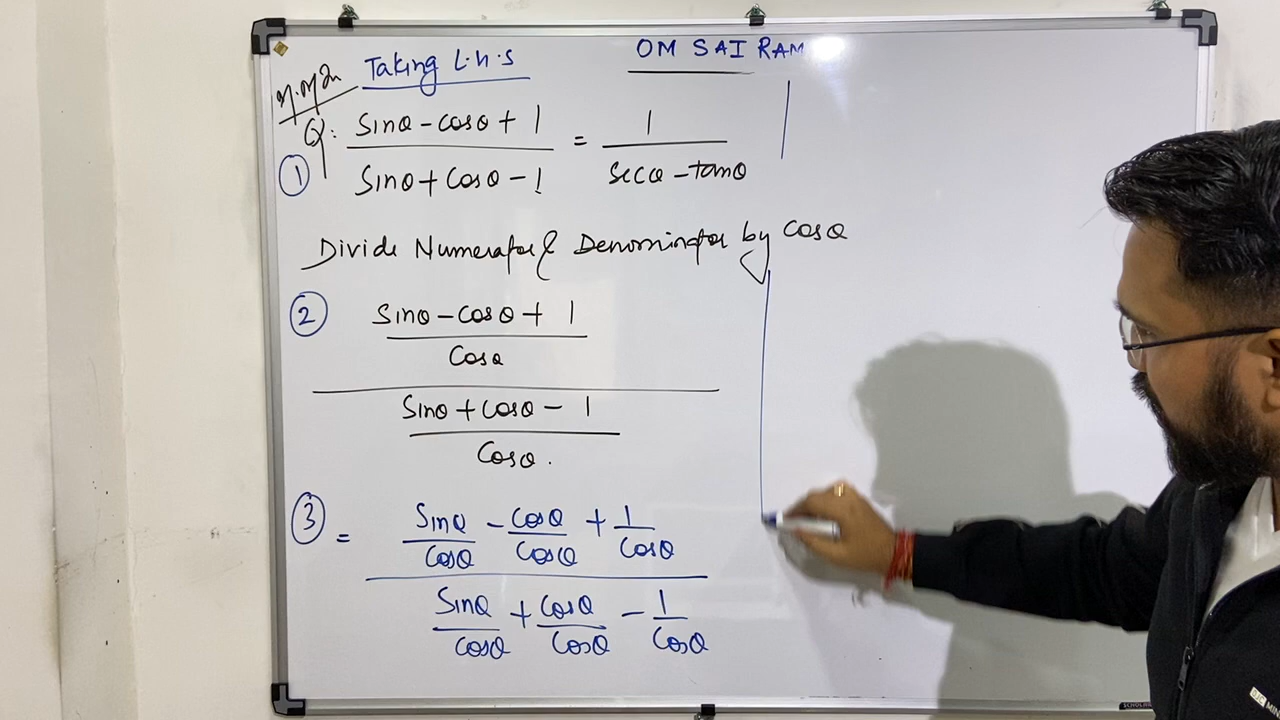 OM SAI RAM
Taking L.H.S
Q: (Sinθ - Cosθ + 1) / (Sinθ + Cosθ - 1) = 1 / (Secθ - tanθ)
①
Divide Numerator & Denominator by Cosθ
② ((Sinθ - Cosθ + 1) / Cosθ) / ((Sinθ + Cosθ - 1) / Cosθ)
③ = (Sinθ/Cosθ - Cosθ/Cosθ + 1/Cosθ) / (Sinθ/Cosθ + Cosθ/Cosθ - 1/Cosθ)